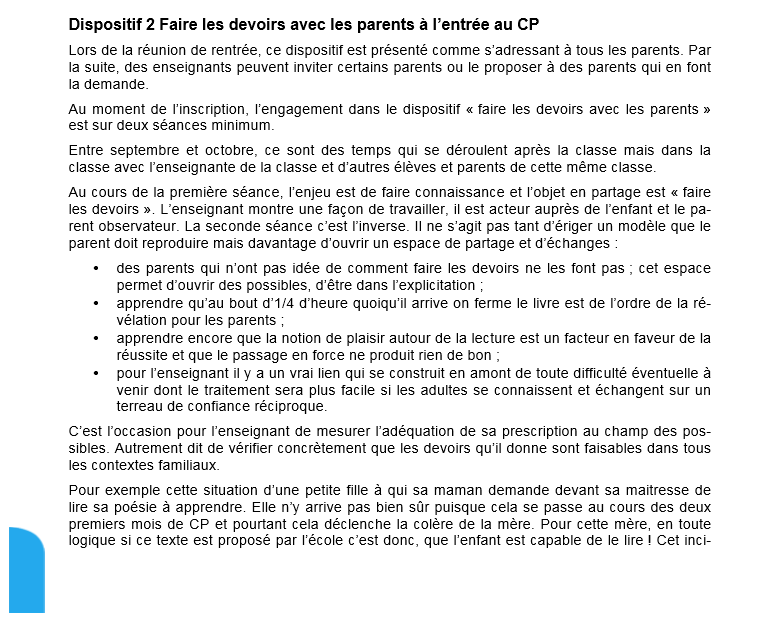 Dispositif 2 Faire les devoirs avec les parents à l’entrée au CP
Lors de la réunion de rentrée, ce dispositif est présenté comme s’adressant à tous les parents. Par
la suite, des enseignants peuvent inviter certains parents ou le proposer à des parents qui en font
la demande.
Au moment de l’inscription, l’engagement dans le dispositif « faire les devoirs avec les parents »
est sur deux séances minimum.
Entre septembre et octobre, ce sont des temps qui se déroulent après la classe mais dans la
classe avec l’enseignante de la classe et d’autres élèves et parents de cette même classe.
Au cours de la première séance, l’enjeu est de faire connaissance et l’objet en partage est « faire
les devoirs ». L’enseignant montre une façon de travailler, il est acteur auprès de l’enfant et le pa-
rent observateur. La seconde séance c’est l’inverse. Il ne s’agit pas tant d’ériger un modèle que le
parent doit reproduire mais davantage d’ouvrir un espace de partage et d’échanges :
• des parents qui n’ont pas idée de comment faire les devoirs ne les font pas ; cet espace
permet d’ouvrir des possibles, d’être dans l’explicitation ;
• apprendre qu’au bout d’1/4 d’heure quoiqu’il arrive on ferme le livre est de l’ordre de la ré-
vélation pour les parents ;
• apprendre encore que la notion de plaisir autour de la lecture est un facteur en faveur de la
réussite et que le passage en force ne produit rien de bon ;
• pour l’enseignant il y a un vrai lien qui se construit en amont de toute difficulté éventuelle à
venir dont le traitement sera plus facile si les adultes se connaissent et échangent sur un
terreau de confiance réciproque.
C’est l’occasion pour l’enseignant de mesurer l’adéquation de sa prescription au champ des pos-
sibles. Autrement dit de vérifier concrètement que les devoirs qu’il donne sont faisables dans tous
les contextes familiaux.
Pour exemple cette situation d’une petite fille à qui sa maman demande devant sa maitresse de
lire sa poésie à apprendre. Elle n’y arrive pas bien sûr puisque cela se passe au cours des deux
premiers mois de CP et pourtant cela déclenche la colère de la mère. Pour cette mère, en toute
logique si ce texte est proposé par l’école c’est donc, que l’enfant est capable de le lire ! Cet inci-